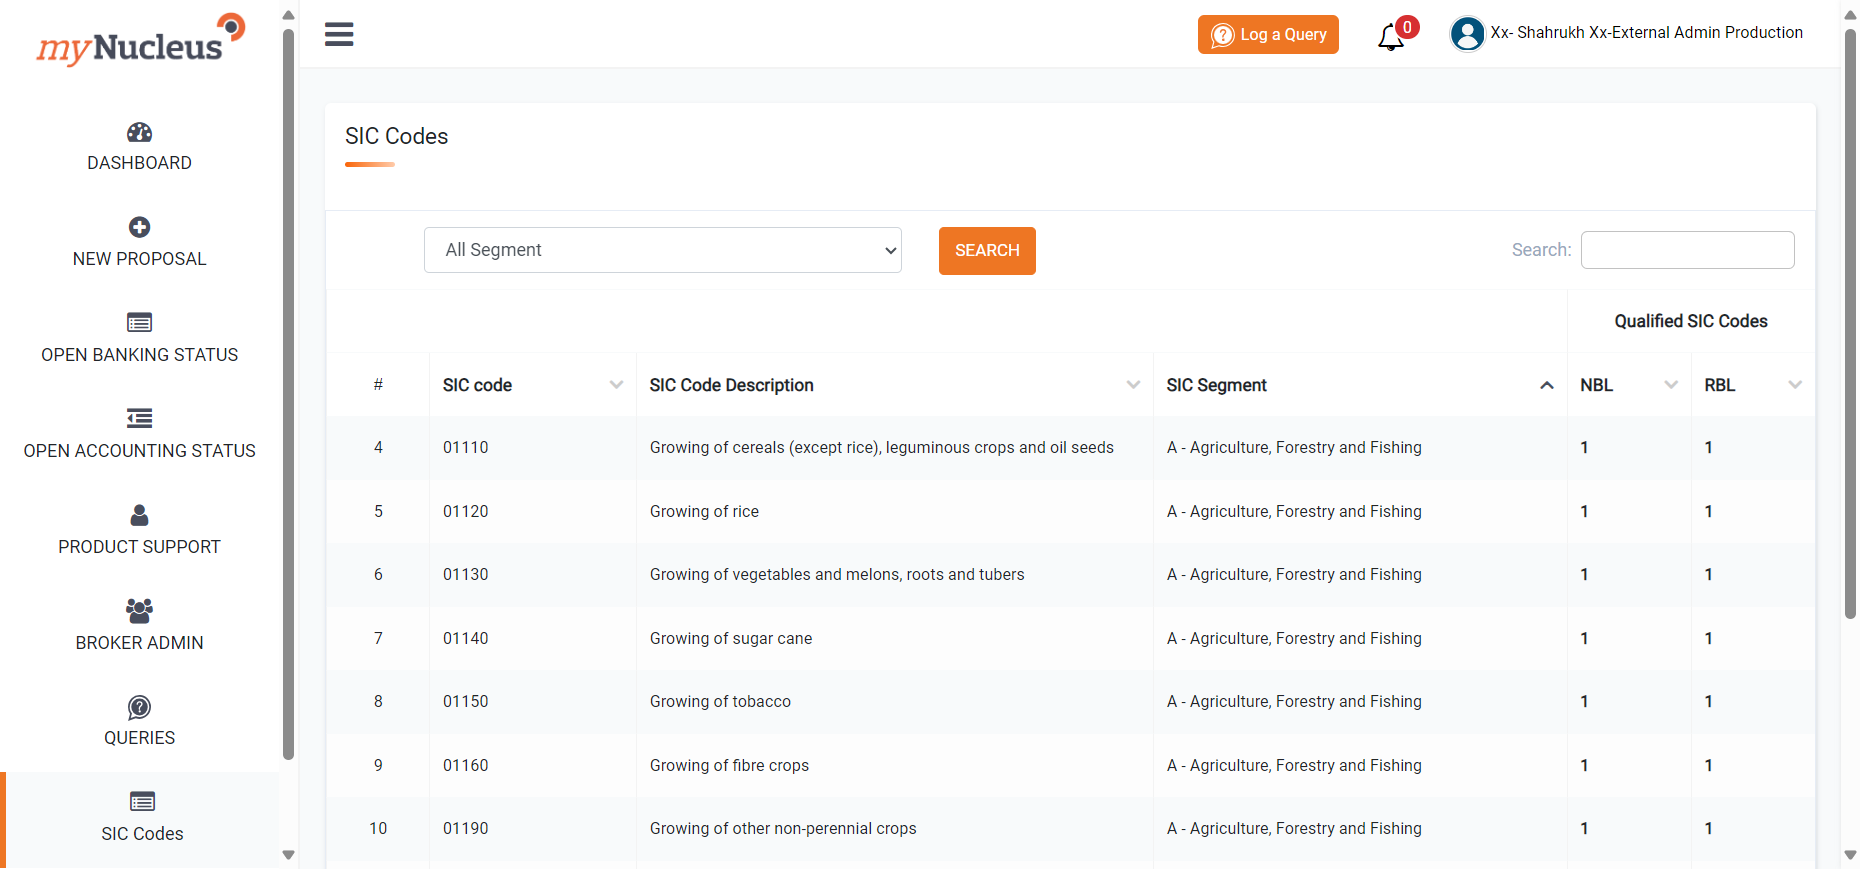 myNucleus
Log a Query
0
Xx- Shahrukh Xx-External Admin Production
DASHBOARD
NEW PROPOSAL
OPEN BANKING STATUS
OPEN ACCOUNTING STATUS
PRODUCT SUPPORT
BROKER ADMIN
QUERIES
SIC Codes
SIC Codes
All Segment
SEARCH
Search:
Qualified SIC Codes
# SIC code SIC Code Description SIC Segment NBL RBL
4 01110 Growing of cereals (except rice), leguminous crops and oil seeds A - Agriculture, Forestry and Fishing 1 1
5 01120 Growing of rice A - Agriculture, Forestry and Fishing 1 1
6 01130 Growing of vegetables and melons, roots and tubers A - Agriculture, Forestry and Fishing 1 1
7 01140 Growing of sugar cane A - Agriculture, Forestry and Fishing 1 1
8 01150 Growing of tobacco A - Agriculture, Forestry and Fishing 1 1
9 01160 Growing of fibre crops A - Agriculture, Forestry and Fishing 1 1
10 01190 Growing of other non-perennial crops A - Agriculture, Forestry and Fishing 1 1